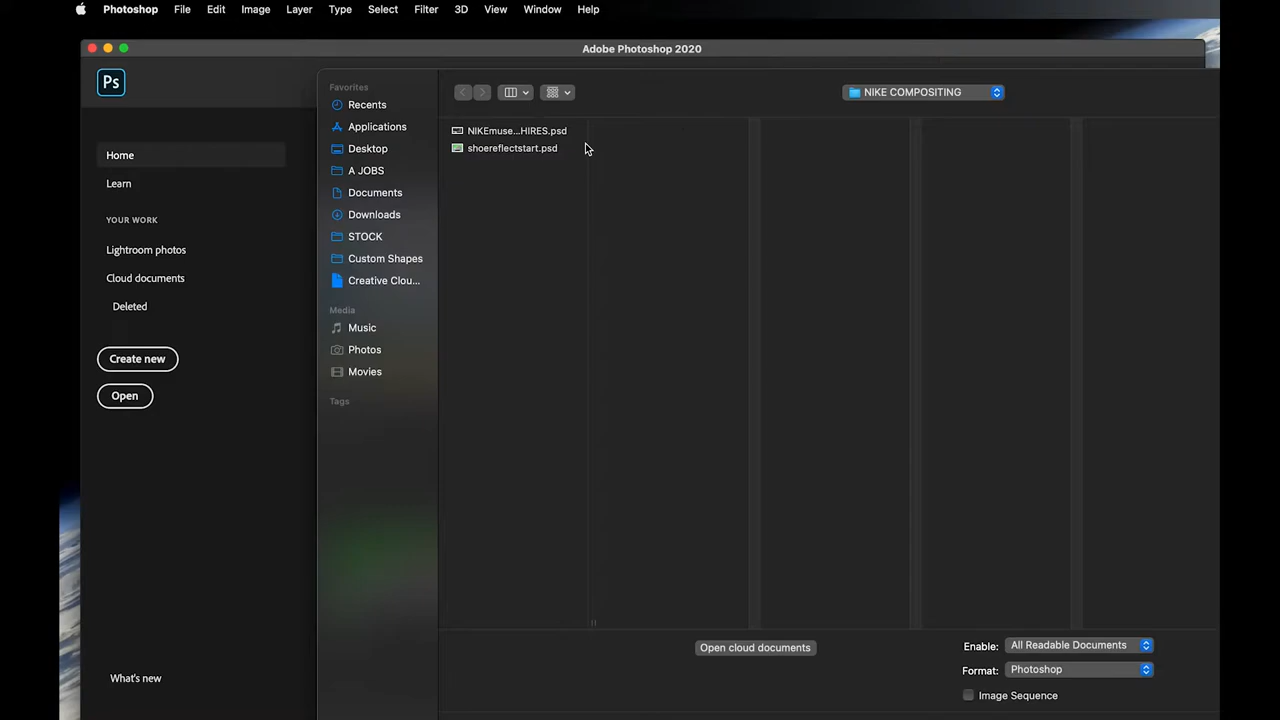 Photoshop File Edit Image Layer Type Select Filter 3D View Window Help
Adobe Photoshop 2020
Ps
Home
Learn
YOUR WORK
Lightroom photos
Cloud documents
Deleted
Create new
Open
What's new
Favorites
Recents
Applications
Desktop
A JOBS
Documents
Downloads
STOCK
Custom Shapes
Creative Clou...
Media
Music
Photos
Movies
Tags
NIKE COMPOSITING
NIKEmuse...HIRES.psd
shoereflectstart.psd
Open cloud documents
Enable: All Readable Documents
Format: Photoshop
Image Sequence